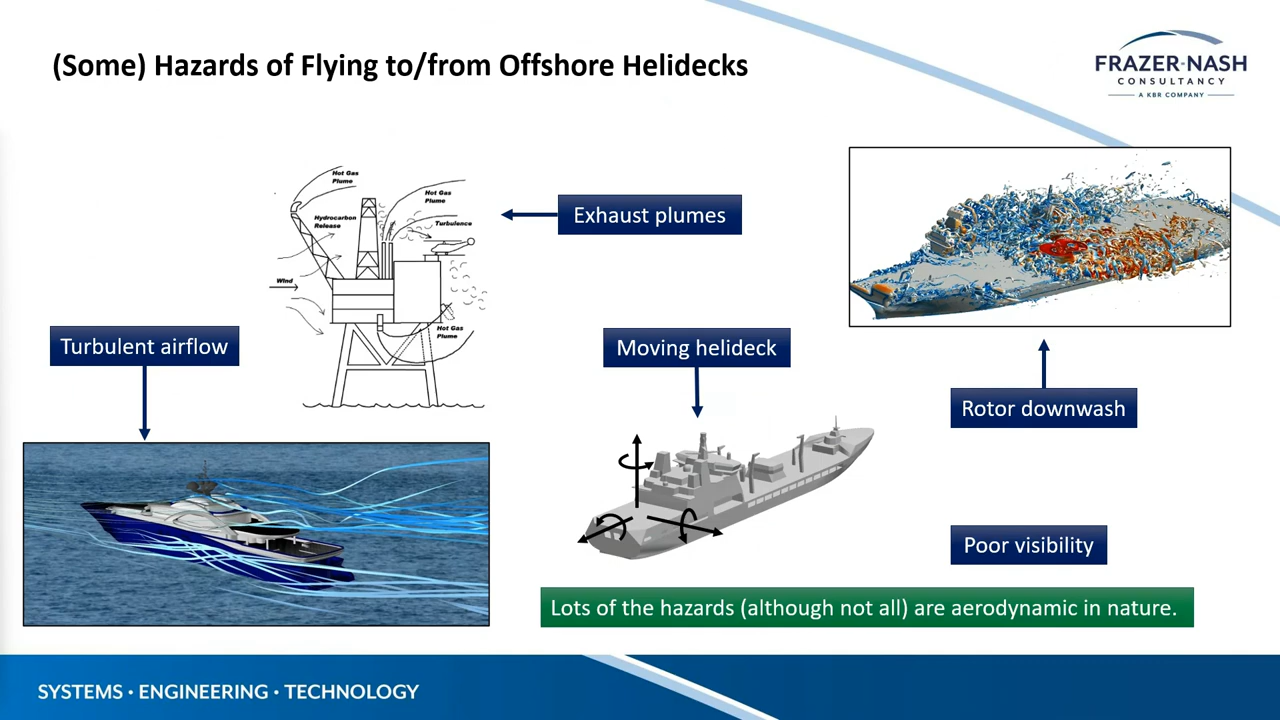 (Some) Hazards of Flying to/from Offshore Helidecks
FRAZER-NASH
CONSULTANCY
A KBR COMPANY
Hot Gas
Plume
Hot Gas
Plume
Hydrocarbon
Release
Turbulence
Wind
Hot Gas
Plume
Exhaust plumes
Turbulent airflow
Moving helideck
Rotor downwash
Poor visibility
Lots of the hazards (although not all) are aerodynamic in nature.
SYSTEMS · ENGINEERING · TECHNOLOGY